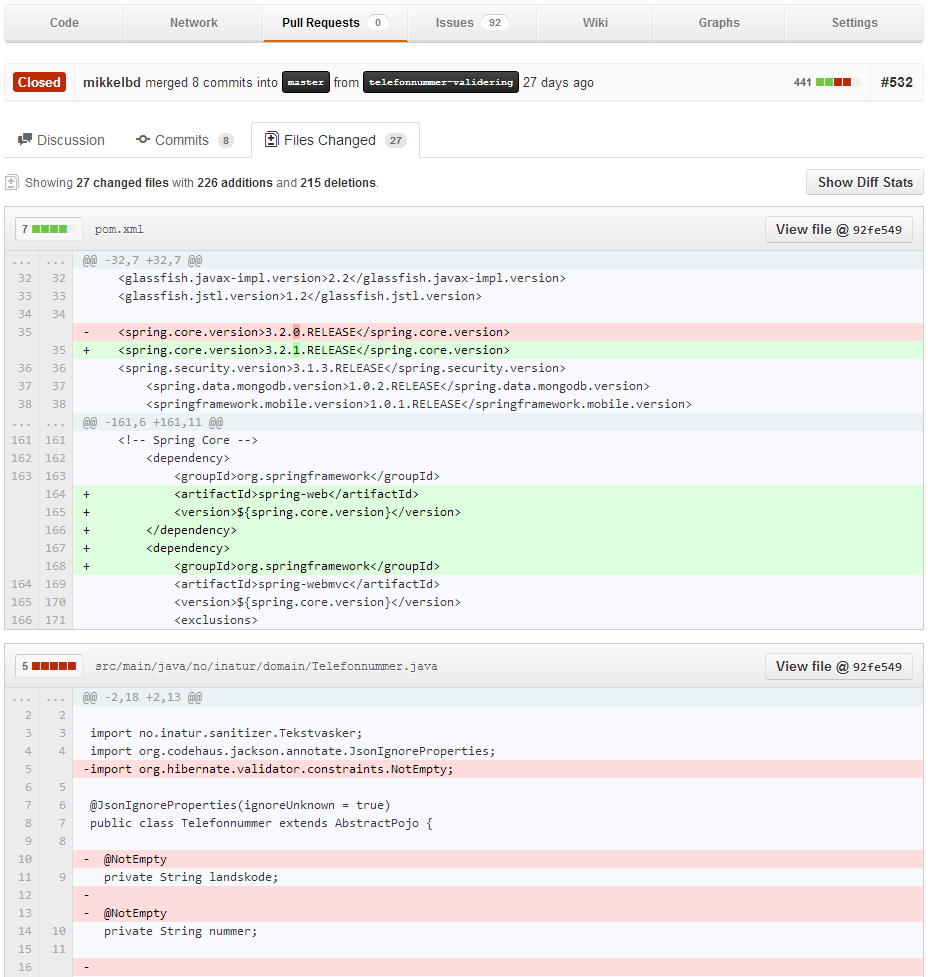 Code Network Pull Requests 0 Issues 92 Wiki Graphs Settings
Closed mikkelbd merged 8 commits into master from telefonnummer-validering 27 days ago 441 #532
Discussion Commits 8 Files Changed 27
Showing 27 changed files with 226 additions and 215 deletions.
Show Diff Stats
7 pom.xml View file @ 92fe549
... ... @@ -32,7 +32,7 @@
32 32 <glassfish.javax-impl.version>2.2</glassfish.javax-impl.version>
33 33 <glassfish.jstl.version>1.2</glassfish.jstl.version>
34 34
35 - <spring.core.version>3.2.0.RELEASE</spring.core.version>
35 + <spring.core.version>3.2.1.RELEASE</spring.core.version>
36 36 <spring.security.version>3.1.3.RELEASE</spring.security.version>
37 37 <spring.data.mongodb.version>1.0.2.RELEASE</spring.data.mongodb.version>
38 38 <springframework.mobile.version>1.0.1.RELEASE</springframework.mobile.version>
... ... @@ -161,6 +161,11 @@
161 161 <!-- Spring Core -->
162 162 <dependency>
163 163 <groupId>org.springframework</groupId>
164 + <artifactId>spring-web</artifactId>
165 + <version>${spring.core.version}</version>
166 + </dependency>
167 + <dependency>
168 + <groupId>org.springframework</groupId>
164 169 <artifactId>spring-webmvc</artifactId>
165 170 <version>${spring.core.version}</version>
166 171 <exclusions>
5 src/main/java/no/inatur/domain/Telefonnummer.java View file @ 92fe549
... ... @@ -2,18 +2,13 @@
2 2
3 3 import no.inatur.sanitizer.Tekstvasker;
4 4 import org.codehaus.jackson.annotate.JsonIgnoreProperties;
5 -import org.hibernate.validator.constraints.NotEmpty;
6 5
7 6 @JsonIgnoreProperties(ignoreUnknown = true)
8 7 public class Telefonnummer extends AbstractPojo {
9 8
10 - @NotEmpty
11 9 private String landskode;
12 -
13 - @NotEmpty
14 10 private String nummer;
15 11
16 -